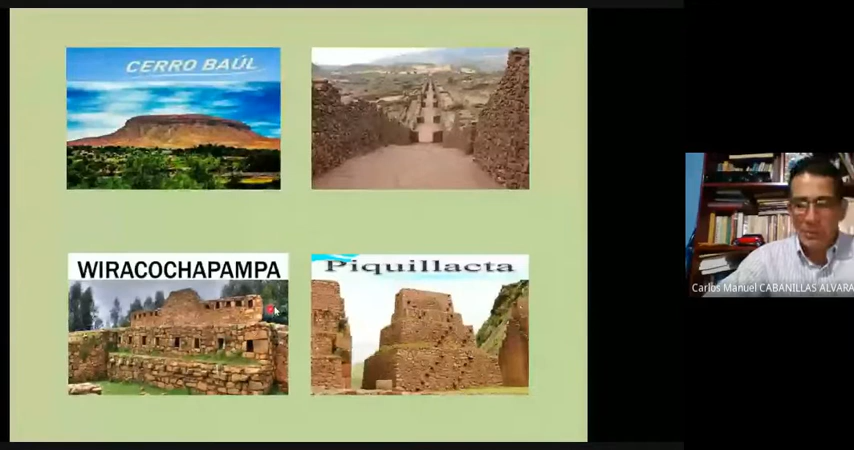 CERRO BAÚL
WIRACOCHAPAMPA
Piquillacta
Carlos Manuel CABANILLAS ALVARA